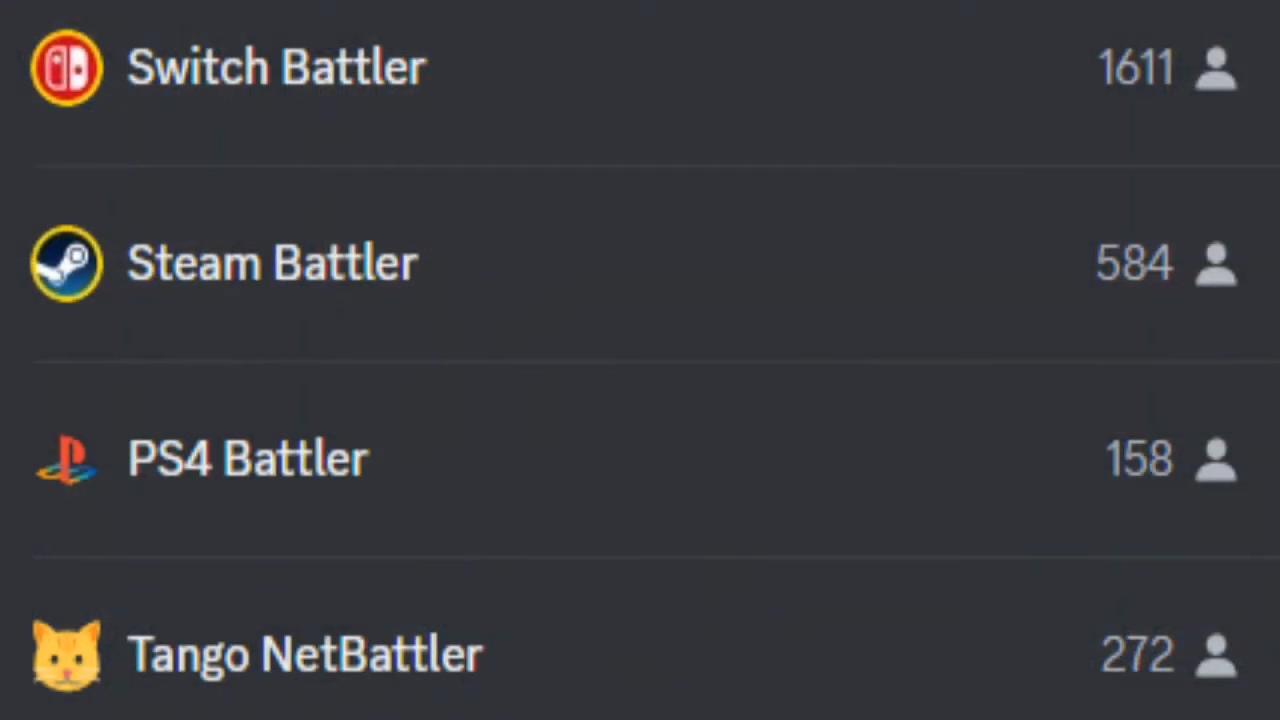 Switch Battler 1611
Steam Battler 584
PS4 Battler 158
Tango NetBattler 272